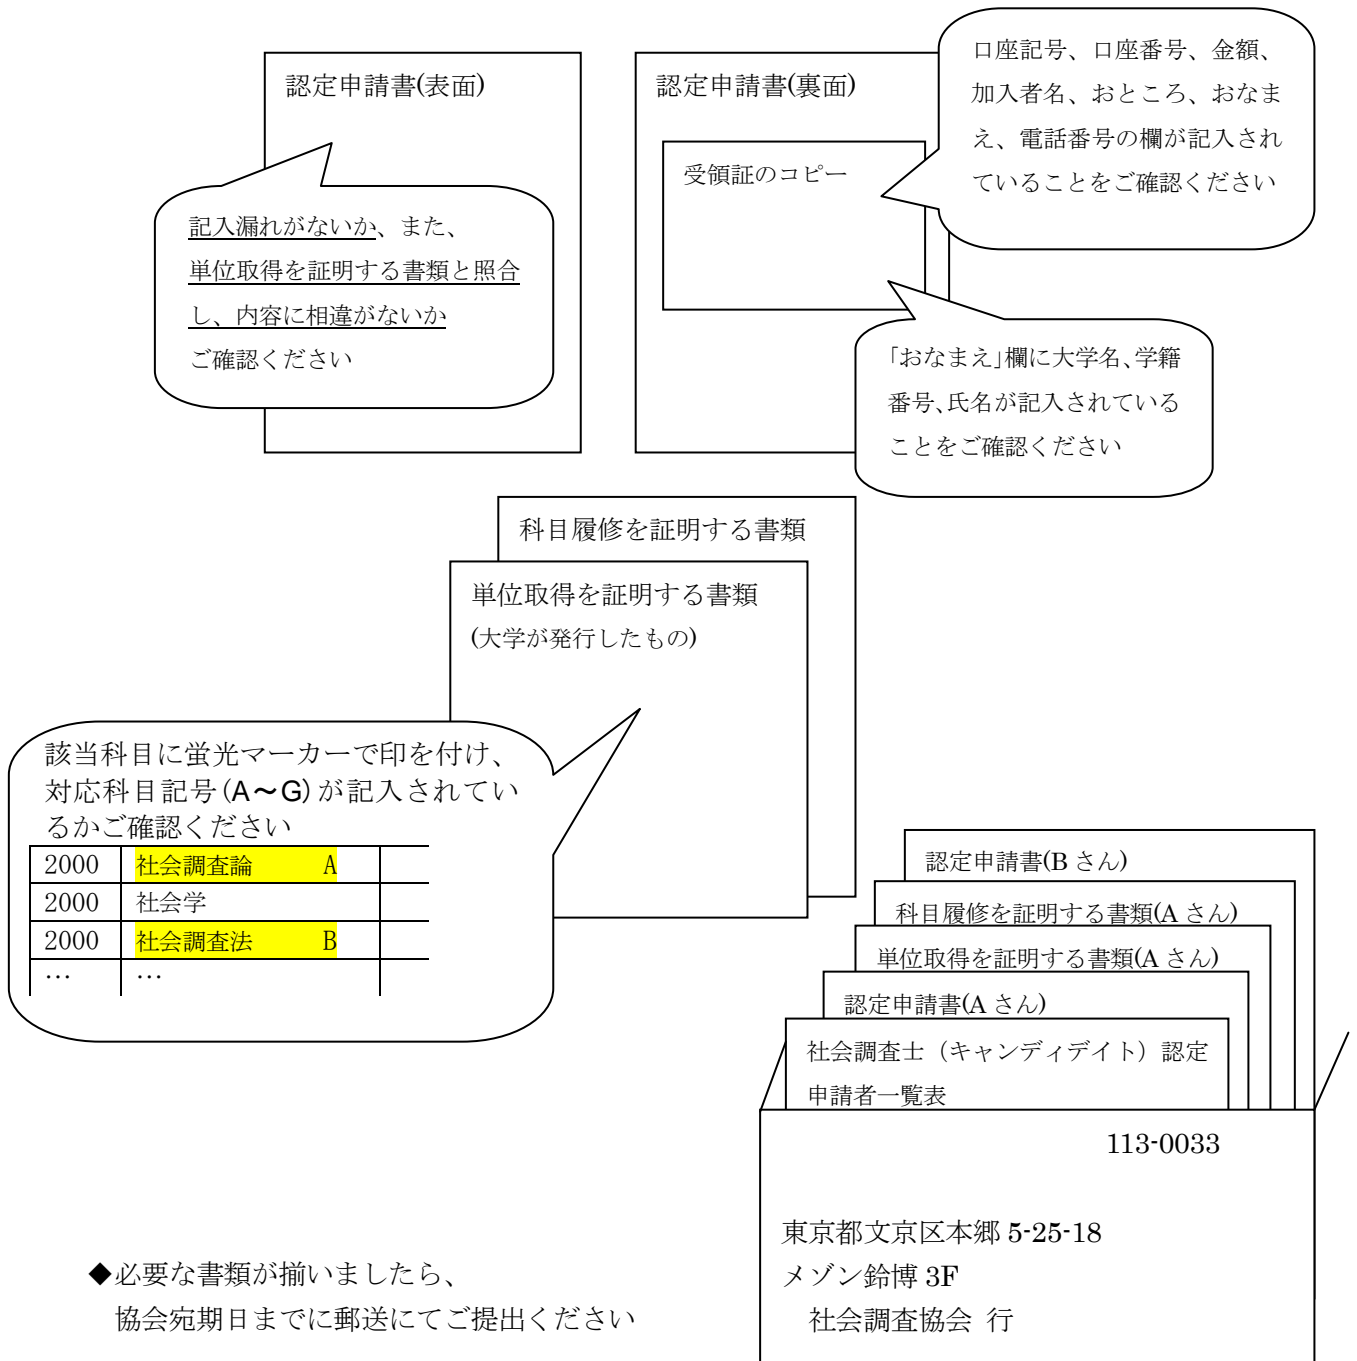 認定申請書(表面)
記入漏れがないか、また、
単位取得を証明する書類と照合
し、内容に相違がないか
ご確認ください
認定申請書(裏面)
受領証のコピー
口座記号、口座番号、金額、
加入者名、おところ、おなま
え、電話番号の欄が記入され
ていることをご確認ください
「おなまえ」欄に大学名、学籍
番号、氏名が記入されている
ことをご確認ください
科目履修を証明する書類
単位取得を証明する書類
(大学が発行したもの)
該当科目に蛍光マーカーで印を付け、
対応科目記号(A～G)が記入されてい
るかご確認ください
2000 社会調査論 A
2000 社会学
2000 社会調査法 B
… …
認定申請書(B さん)
科目履修を証明する書類(A さん)
単位取得を証明する書類(A さん)
認定申請書(A さん)
社会調査士（キャンディデイト）認定
申請者一覧表
113-0033
東京都文京区本郷 5-25-18
メゾン鈴博 3F
社会調査協会 行
◆必要な書類が揃いましたら、
協会宛期日までに郵送にてご提出ください